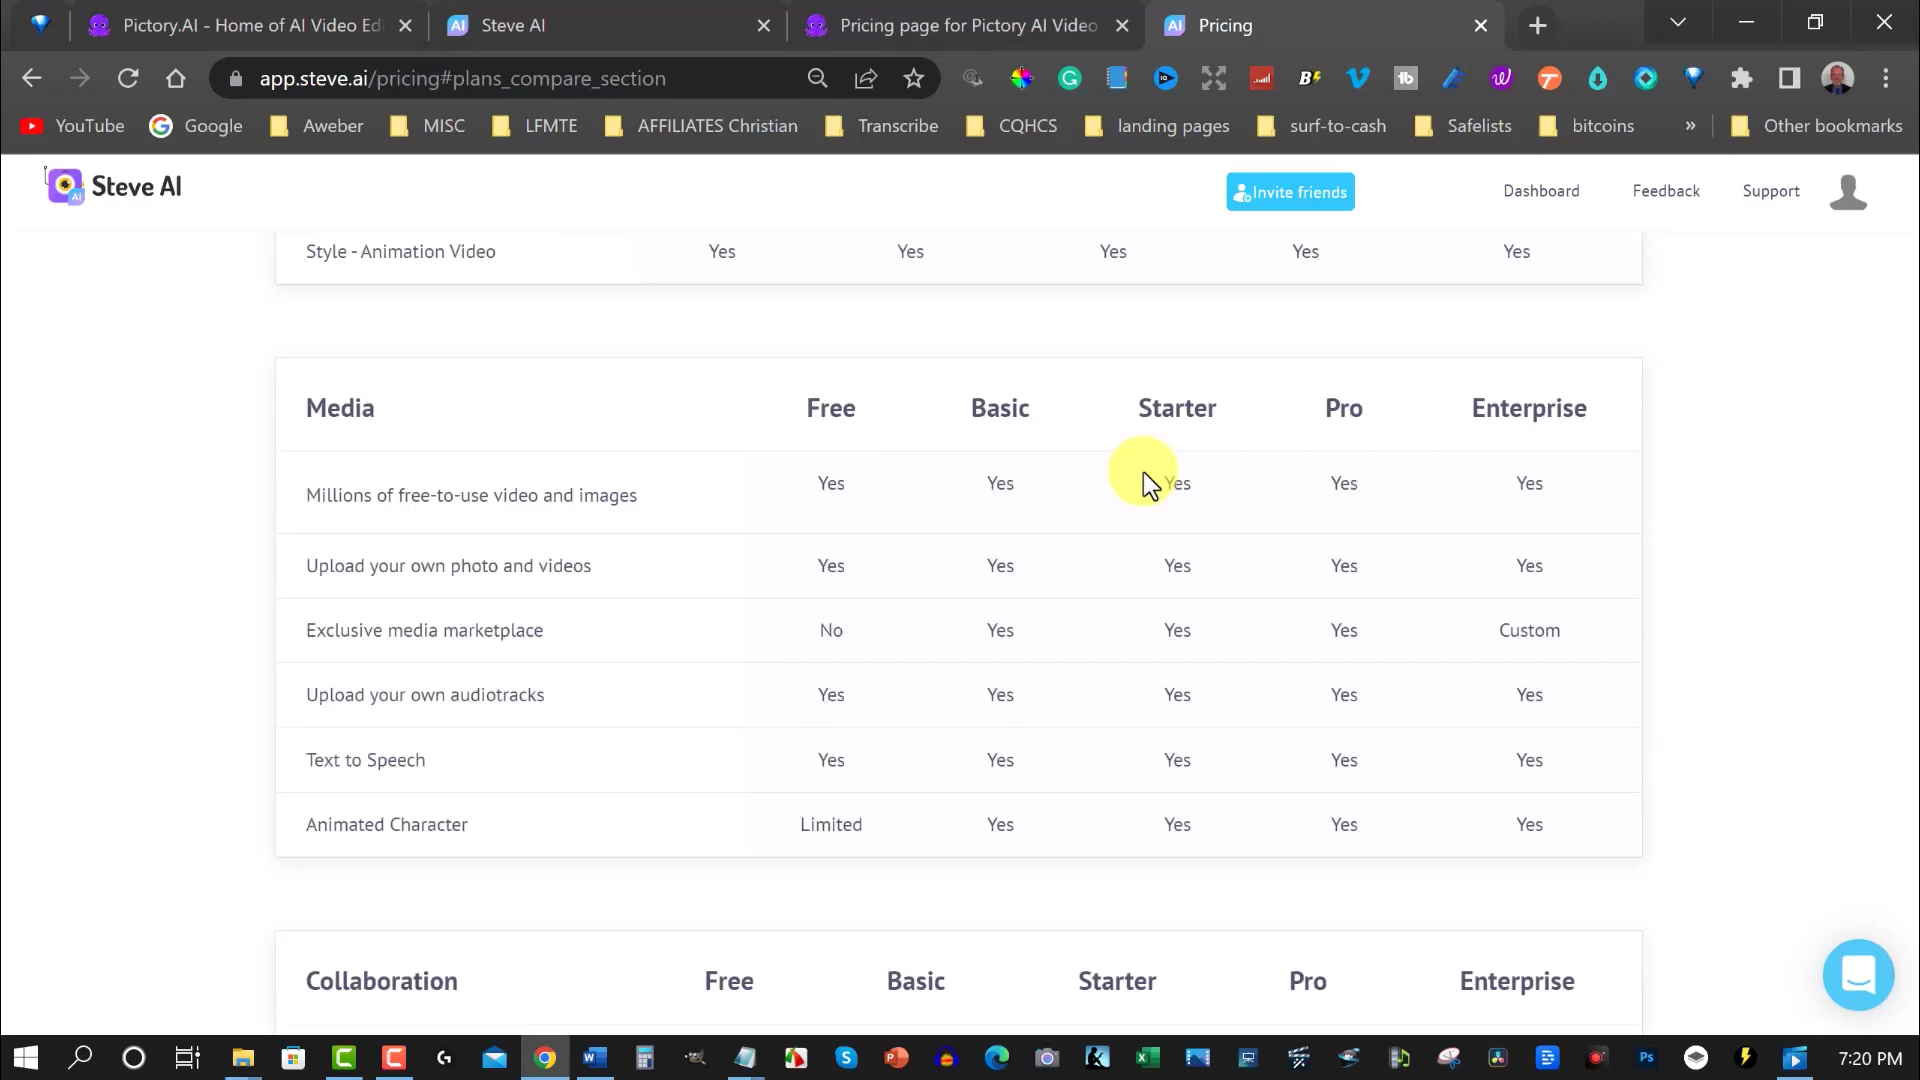 Pictory.AI - Home of AI Video Edi
Steve AI
Pricing page for Pictory AI Video
Pricing
app.steve.ai/pricing#plans_compare_section
YouTube
Google
Aweber
MISC
LFMTE
AFFILIATES Christian
Transcribe
CQHCS
landing pages
surf-to-cash
Safelists
bitcoins
»
Other bookmarks
AI Steve AI
Invite friends
Dashboard
Feedback
Support
Style - Animation Video Yes Yes Yes Yes Yes
Media Free Basic Starter Pro Enterprise
Millions of free-to-use video and images Yes Yes Yes Yes Yes
Upload your own photo and videos Yes Yes Yes Yes Yes
Exclusive media marketplace No Yes Yes Yes Custom
Upload your own audiotracks Yes Yes Yes Yes Yes
Text to Speech Yes Yes Yes Yes Yes
Animated Character Limited Yes Yes Yes Yes
Collaboration Free Basic Starter Pro Enterprise
7:20 PM